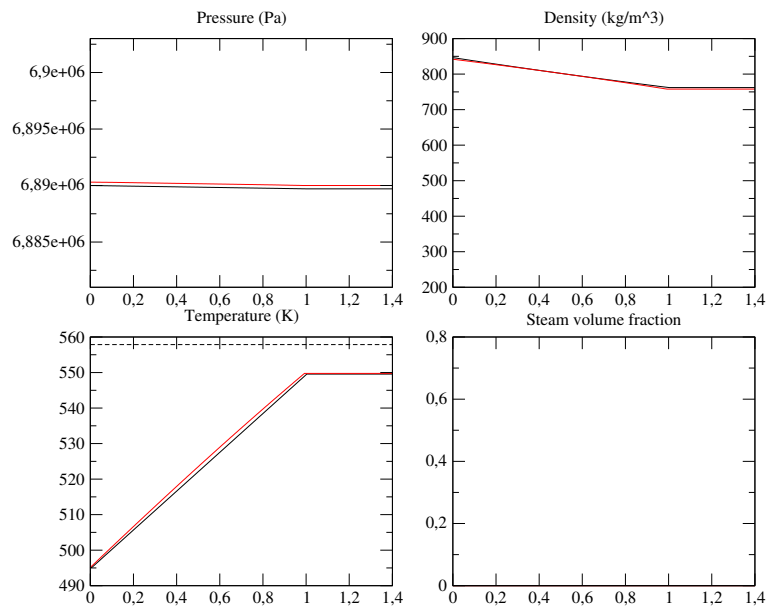 Pressure (Pa)
6,9e+06
6,895e+06
6,89e+06
6,885e+06
0 0,2 0,4 0,6 0,8 1 1,2 1,4
Density (kg/m^3)
900
800
700
600
500
400
300
200
0 0,2 0,4 0,6 0,8 1 1,2 1,4
Temperature (K)
560
550
540
530
520
510
500
490
0 0,2 0,4 0,6 0,8 1 1,2 1,4
Steam volume fraction
0,8
0,6
0,4
0,2
0
0 0,2 0,4 0,6 0,8 1 1,2 1,4